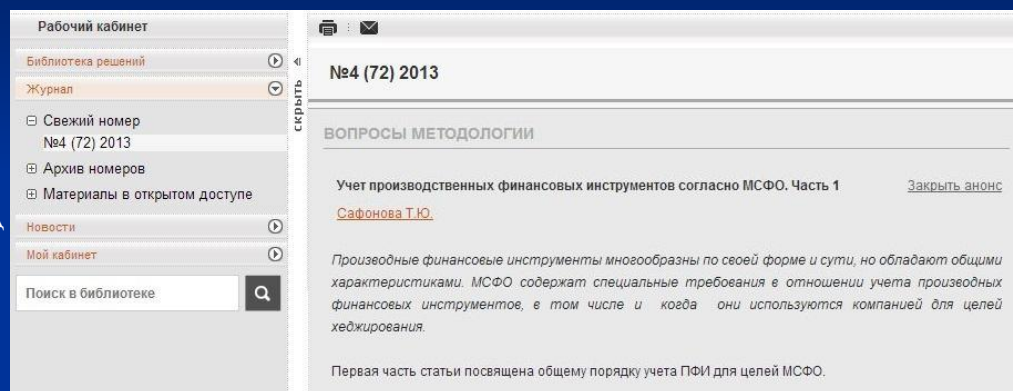 Рабочий кабинет
Библиотека решений
Журнал
Свежий номер
№4 (72) 2013
Архив номеров
Материалы в открытом доступе
Новости
Мой кабинет
Поиск в библиотеке
скрыть
№4 (72) 2013
ВОПРОСЫ МЕТОДОЛОГИИ
Учет производственных финансовых инструментов согласно МСФО. Часть 1 Закрыть анонс
Сафонова Т.Ю.
Производные финансовые инструменты многообразны по своей форме и сути, но обладают общими
характеристиками. МСФО содержат специальные требования в отношении учета производных
финансовых инструментов, в том числе и когда они используются компанией для целей
хеджирования.
Первая часть статьи посвящена общему порядку учета ПФИ для целей МСФО.